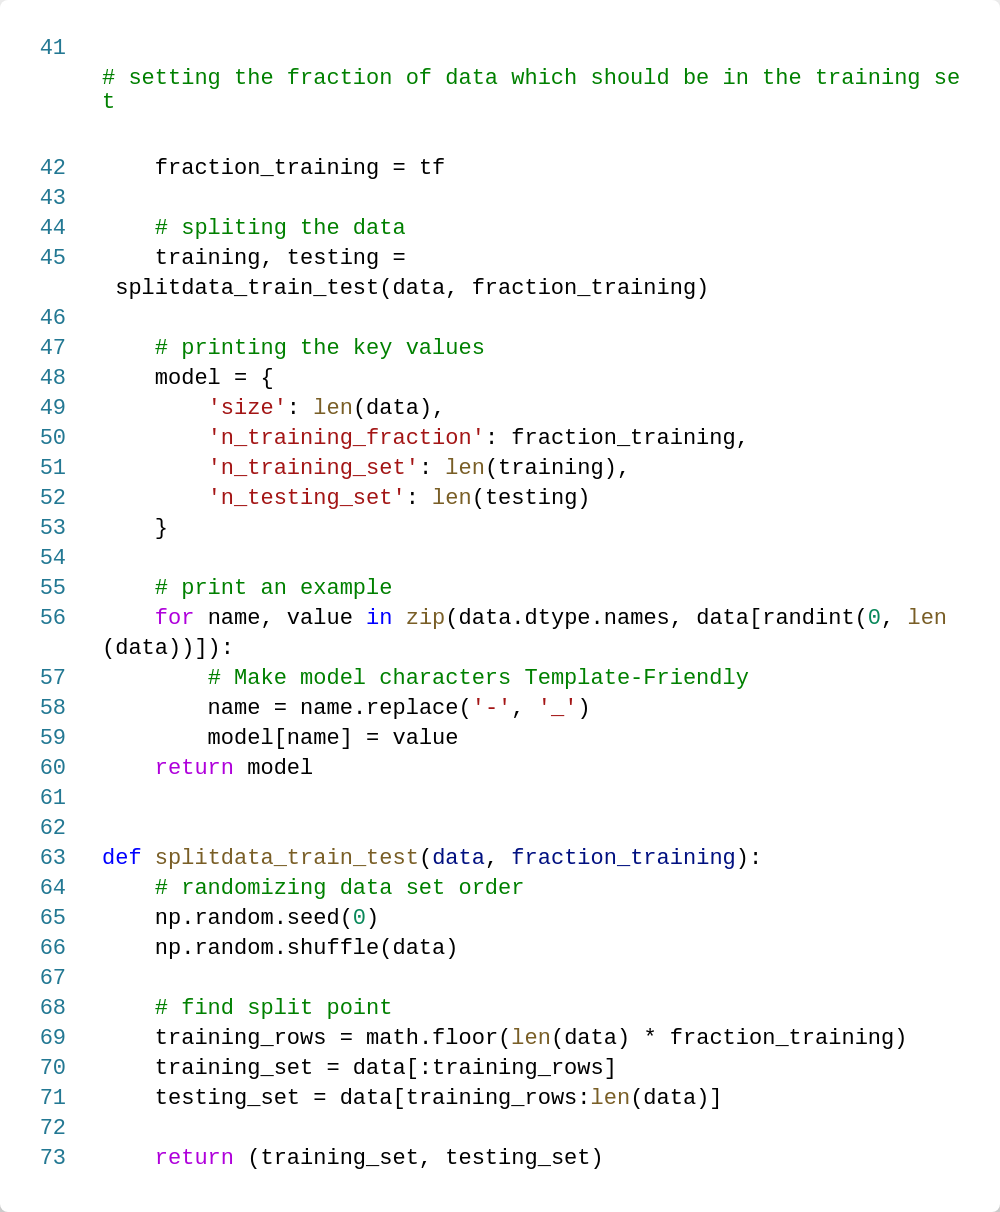 41
# setting the fraction of data which should be in the training se
t
42 fraction_training = tf
43
44 # spliting the data
45 training, testing =
splitdata_train_test(data, fraction_training)
46
47 # printing the key values
48 model = {
49 'size': len(data),
50 'n_training_fraction': fraction_training,
51 'n_training_set': len(training),
52 'n_testing_set': len(testing)
53 }
54
55 # print an example
56 for name, value in zip(data.dtype.names, data[randint(0, len
(data))]):
57 # Make model characters Template-Friendly
58 name = name.replace('-', '_')
59 model[name] = value
60 return model
61
62
63 def splitdata_train_test(data, fraction_training):
64 # randomizing data set order
65 np.random.seed(0)
66 np.random.shuffle(data)
67
68 # find split point
69 training_rows = math.floor(len(data) * fraction_training)
70 training_set = data[:training_rows]
71 testing_set = data[training_rows:len(data)]
72
73 return (training_set, testing_set)